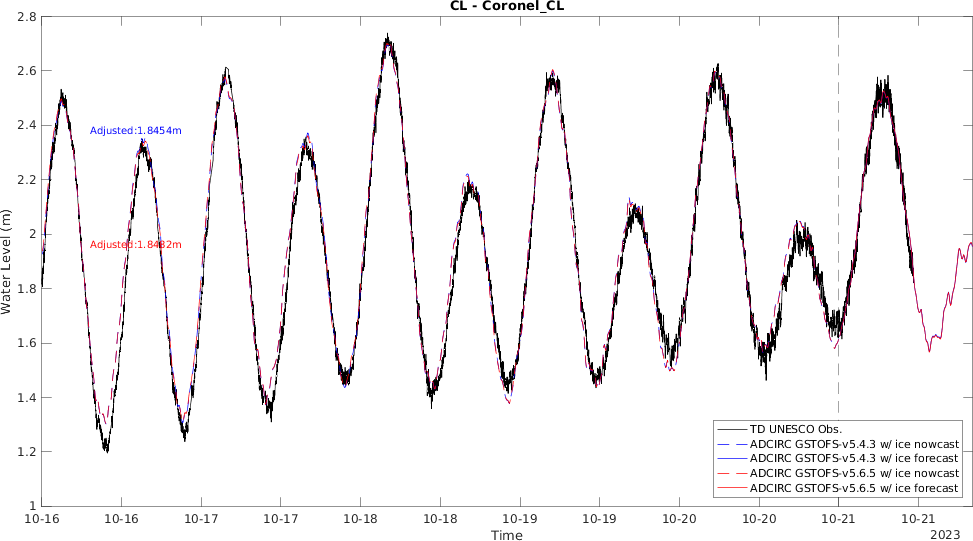 CL - Coronel_CL
2.8
2.6
2.4
2.2
2
1.8
1.6
1.4
1.2
1
Water Level (m)
Adjusted:1.8454m
Adjusted:1.8482m
TD UNESCO Obs.
ADCIRC GSTOFS-v5.4.3 w/ ice nowcast
ADCIRC GSTOFS-v5.4.3 w/ ice forecast
ADCIRC GSTOFS-v5.6.5 w/ ice nowcast
ADCIRC GSTOFS-v5.6.5 w/ ice forecast
10-16 10-16 10-17 10-17 10-18 10-18 10-19 10-19 10-20 10-20 10-21 10-21
Time
2023